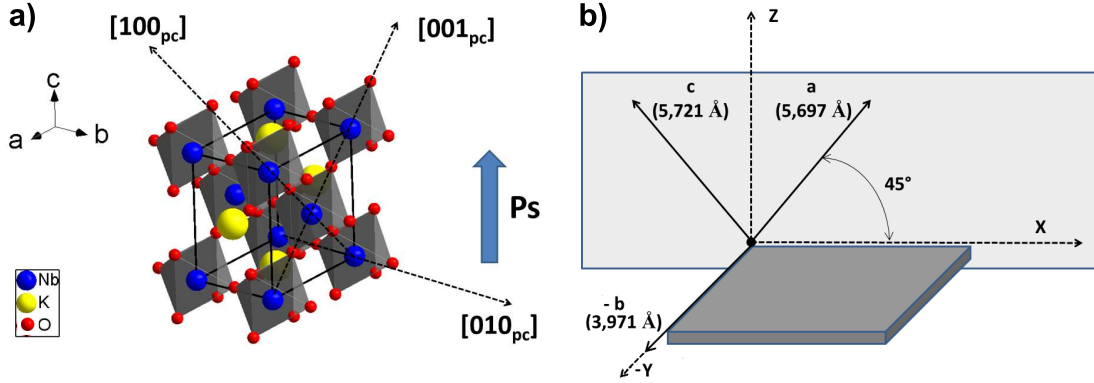 a)
[100pc]
[001pc]
c
a
b
Ps
Nb
K
O
[010pc]
b)
Z
c
(5,721 Å)
a
(5,697 Å)
45°
X
- b
(3,971 Å)
-Y